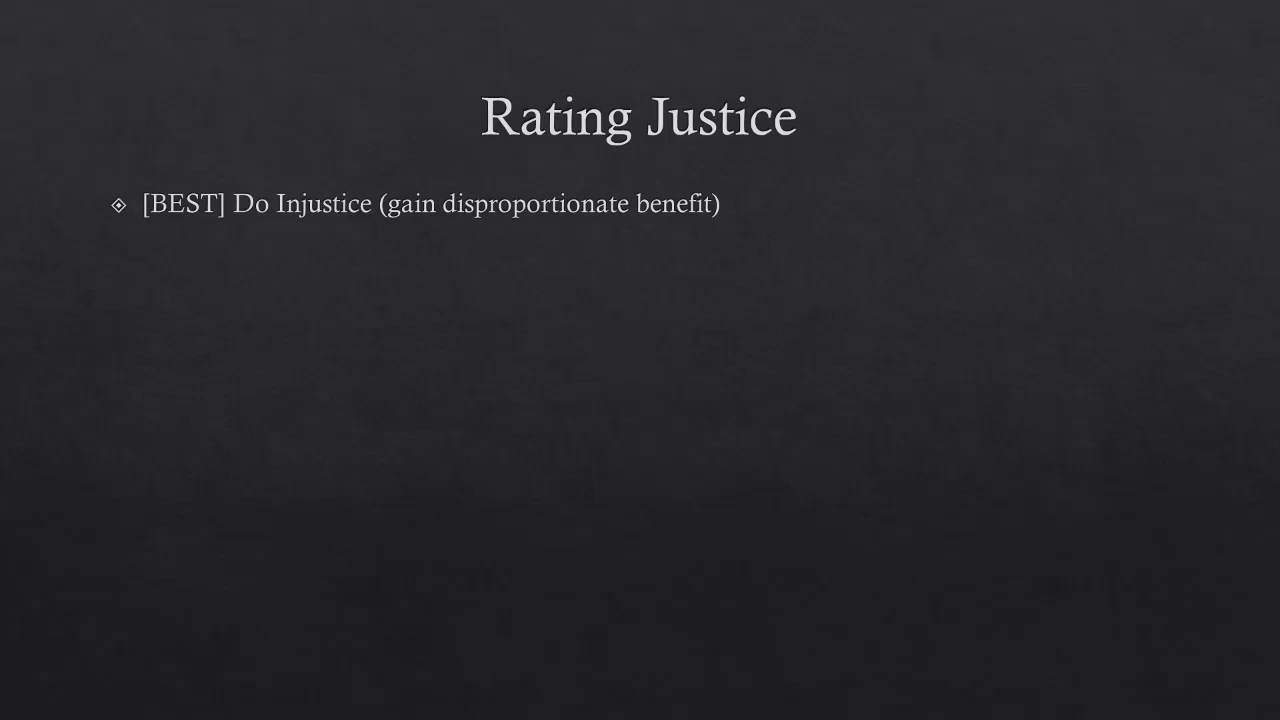 Rating Justice
[BEST] Do Injustice (gain disproportionate benefit)